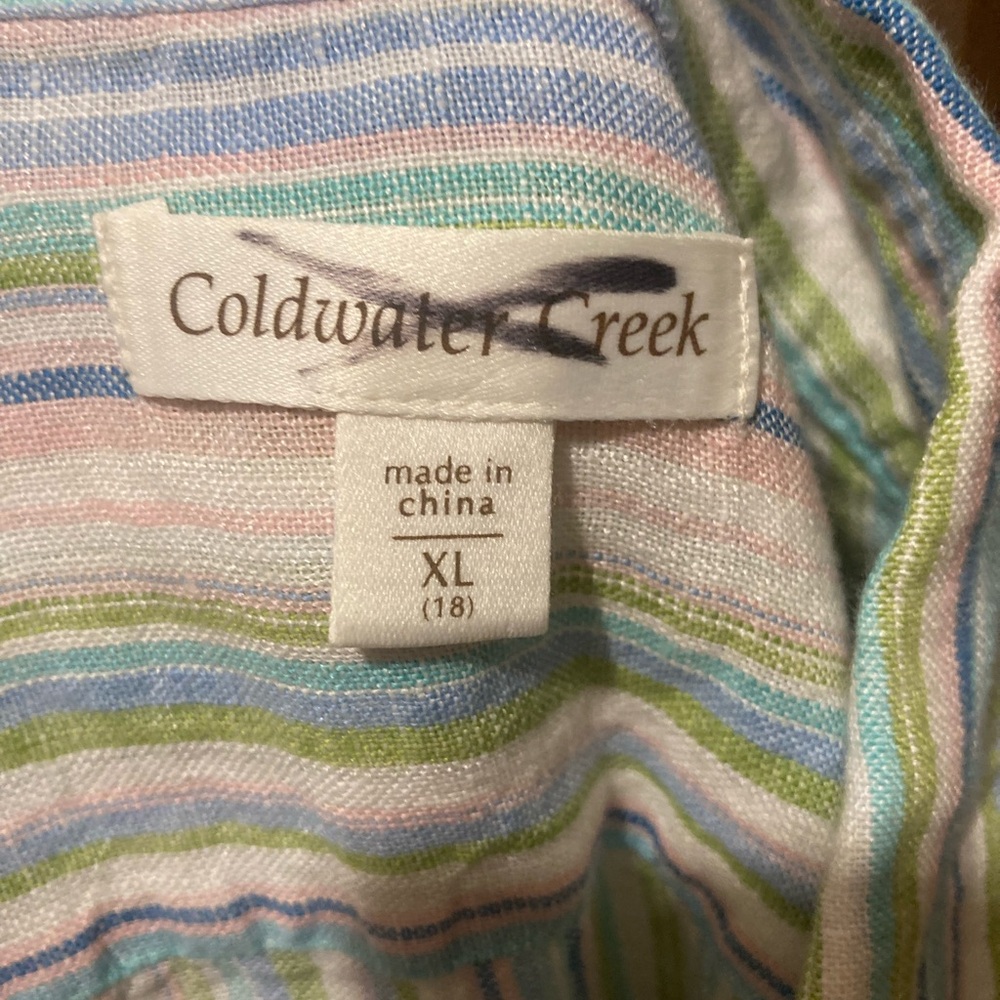 Coldwater Creek
made in
china
XL
(18)